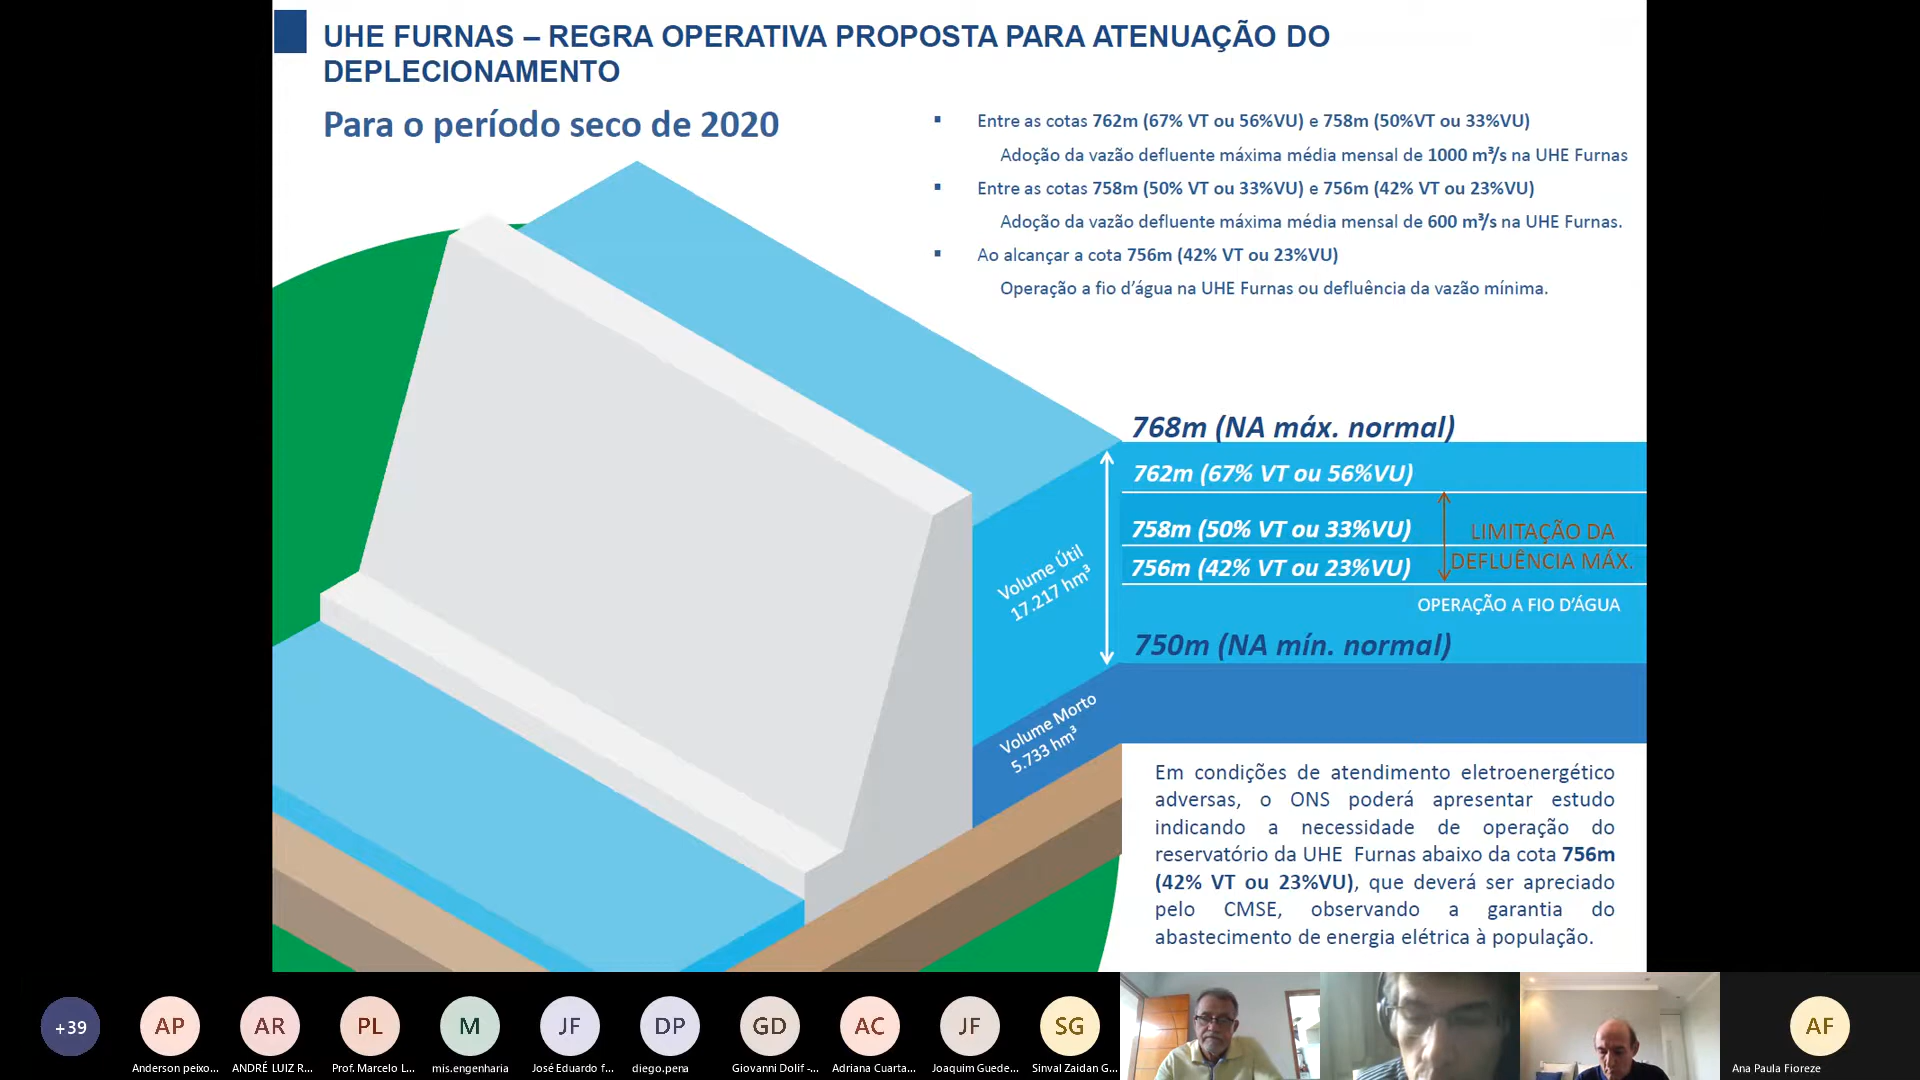 UHE FURNAS – REGRA OPERATIVA PROPOSTA PARA ATENUAÇÃO DO
DEPLECIONAMENTO
Para o período seco de 2020
▪ Entre as cotas 762m (67% VT ou 56%VU) e 758m (50%VT ou 33%VU)
Adoção da vazão defluente máxima média mensal de 1000 m³/s na UHE Furnas
▪ Entre as cotas 758m (50% VT ou 33%VU) e 756m (42% VT ou 23%VU)
Adoção da vazão defluente máxima média mensal de 600 m³/s na UHE Furnas.
▪ Ao alcançar a cota 756m (42% VT ou 23%VU)
Operação a fio d’água na UHE Furnas ou defluência da vazão mínima.
768m (NA máx. normal)
762m (67% VT ou 56%VU)
758m (50% VT ou 33%VU)
756m (42% VT ou 23%VU)
LIMITAÇÃO DA
DEFLUÊNCIA MÁX.
OPERAÇÃO A FIO D’ÁGUA
750m (NA mín. normal)
Volume Útil
17.217 hm³
Volume Morto
5.733 hm³
Em condições de atendimento eletroenergético
adversas, o ONS poderá apresentar estudo
indicando a necessidade de operação do
reservatório da UHE Furnas abaixo da cota 756m
(42% VT ou 23%VU), que deverá ser apreciado
pelo CMSE, observando a garantia do
abastecimento de energia elétrica à população.
+39
AP
Anderson peixo...
AR
ANDRÉ LUIZ R...
PL
Prof. Marcelo L...
M
mis.engenharia
JF
José Eduardo f...
DP
diego.pena
GD
Giovanni Dolif -...
AC
Adriana Cuarta...
JF
Joaquim Guede...
SG
Sinval Zaidan G...
AF
Ana Paula Fioreze